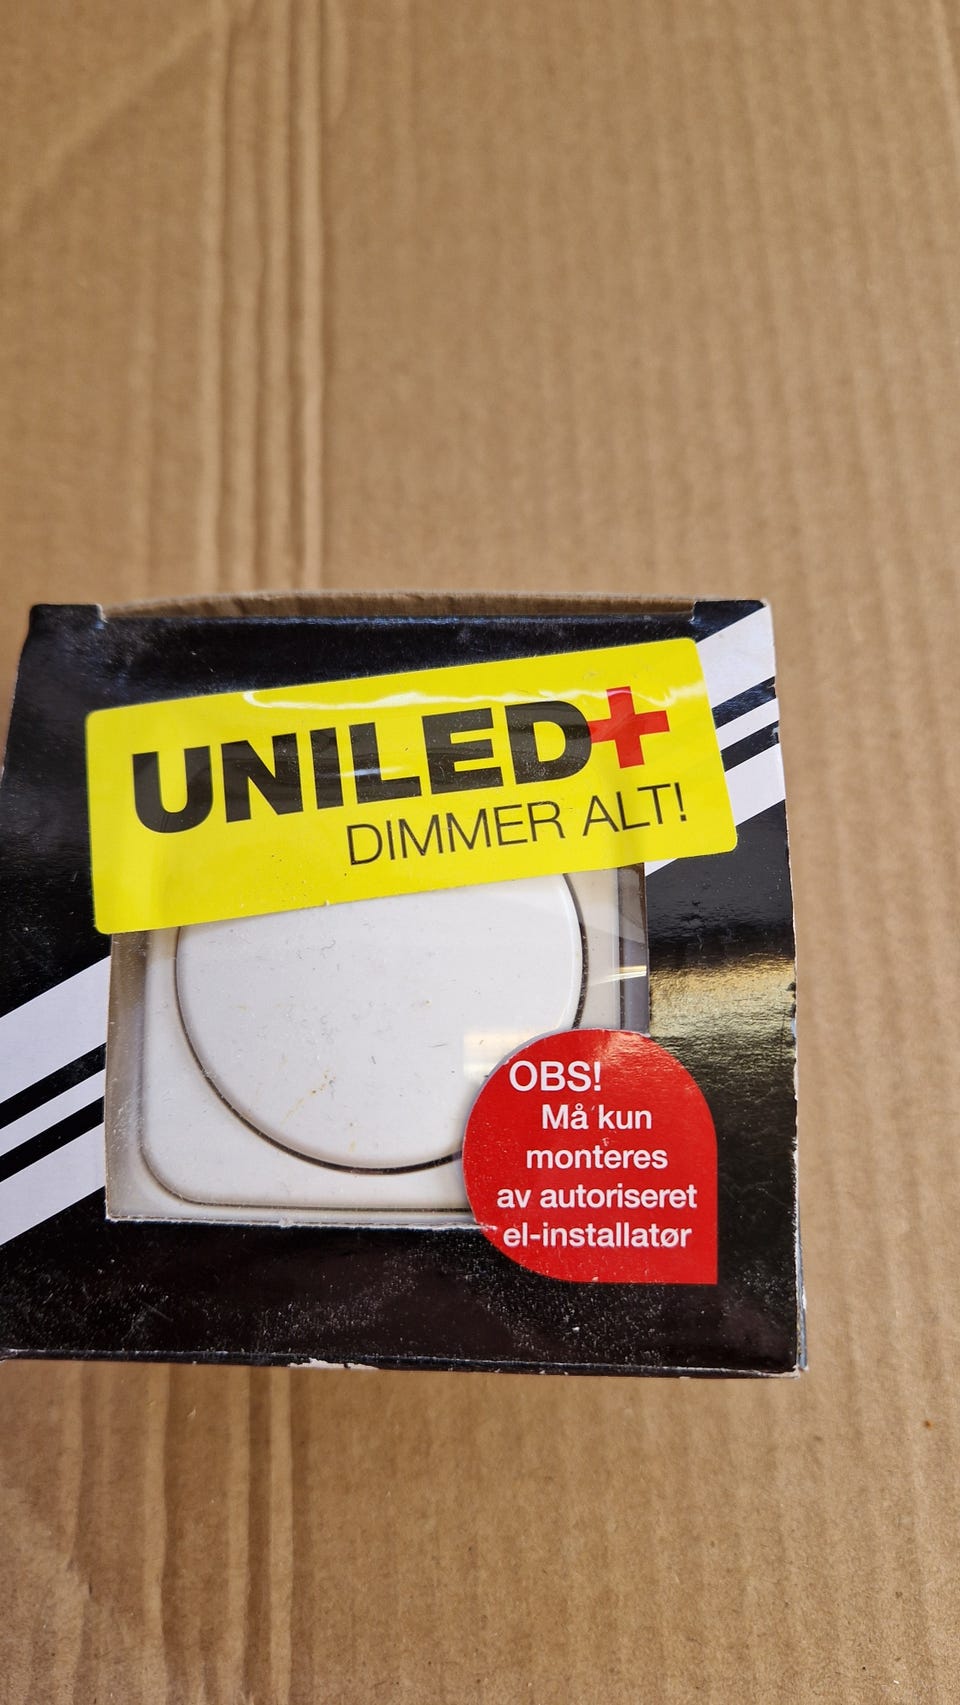 UNILED+
DIMMER ALT!
OBS!
Må kun
monteres
av autoriseret
el-installatør